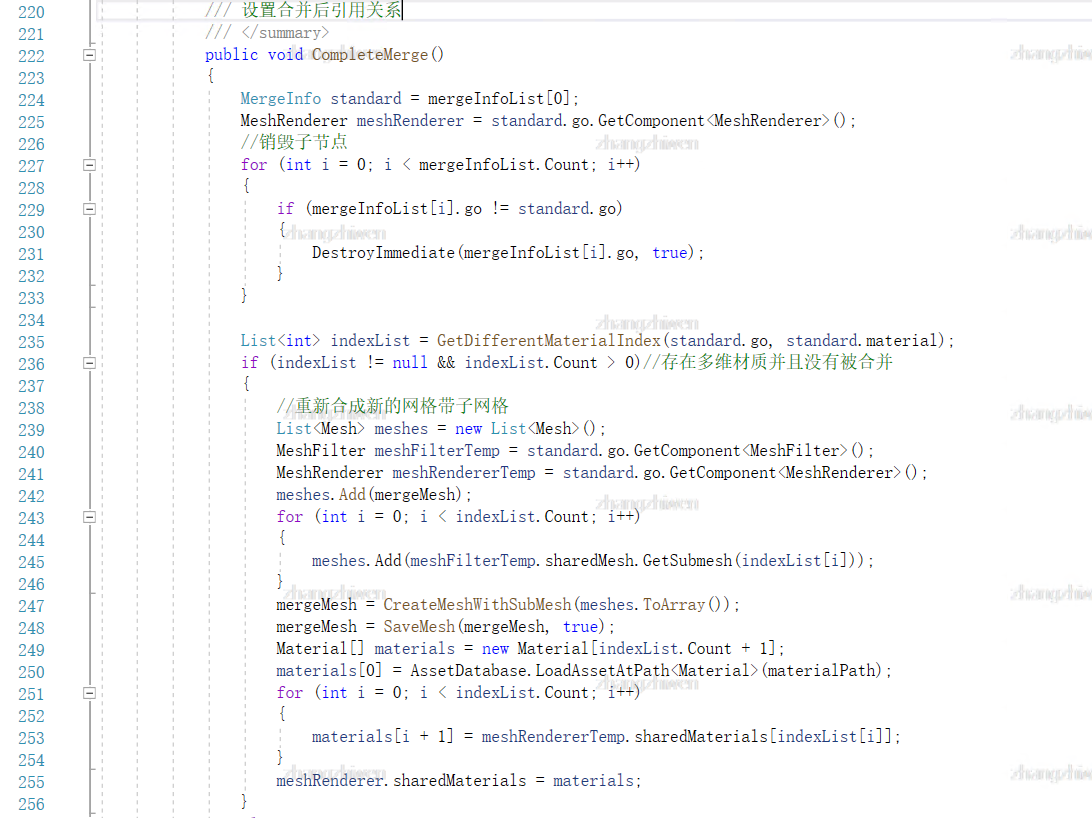 220 /// 设置合并后引用关系
221 /// </summary>
222 public void CompleteMerge()
223 {
224 MergeInfo standard = mergeInfoList[0];
225 MeshRenderer meshRenderer = standard.go.GetComponent<MeshRenderer>();
226 //销毁子节点
227 for (int i = 0; i < mergeInfoList.Count; i++)
228 {
229 if (mergeInfoList[i].go != standard.go)
230 {
231 DestroyImmediate(mergeInfoList[i].go, true);
232 }
233 }
234
235 List<int> indexList = GetDifferentMaterialIndex(standard.go, standard.material);
236 if (indexList != null && indexList.Count > 0)//存在多维材质并且没有被合并
237 {
238 //重新合成新的网格带子网格
239 List<Mesh> meshes = new List<Mesh>();
240 MeshFilter meshFilterTemp = standard.go.GetComponent<MeshFilter>();
241 MeshRenderer meshRendererTemp = standard.go.GetComponent<MeshRenderer>();
242 meshes.Add(mergeMesh);
243 for (int i = 0; i < indexList.Count; i++)
244 {
245 meshes.Add(meshFilterTemp.sharedMesh.GetSubmesh(indexList[i]));
246 }
247 mergeMesh = CreateMeshWithSubMesh(meshes.ToArray());
248 mergeMesh = SaveMesh(mergeMesh, true);
249 Material[] materials = new Material[indexList.Count + 1];
250 materials[0] = AssetDatabase.LoadAssetAtPath<Material>(materialPath);
251 for (int i = 0; i < indexList.Count; i++)
252 {
253 materials[i + 1] = meshRendererTemp.sharedMaterials[indexList[i]];
254 }
255 meshRenderer.sharedMaterials = materials;
256 }